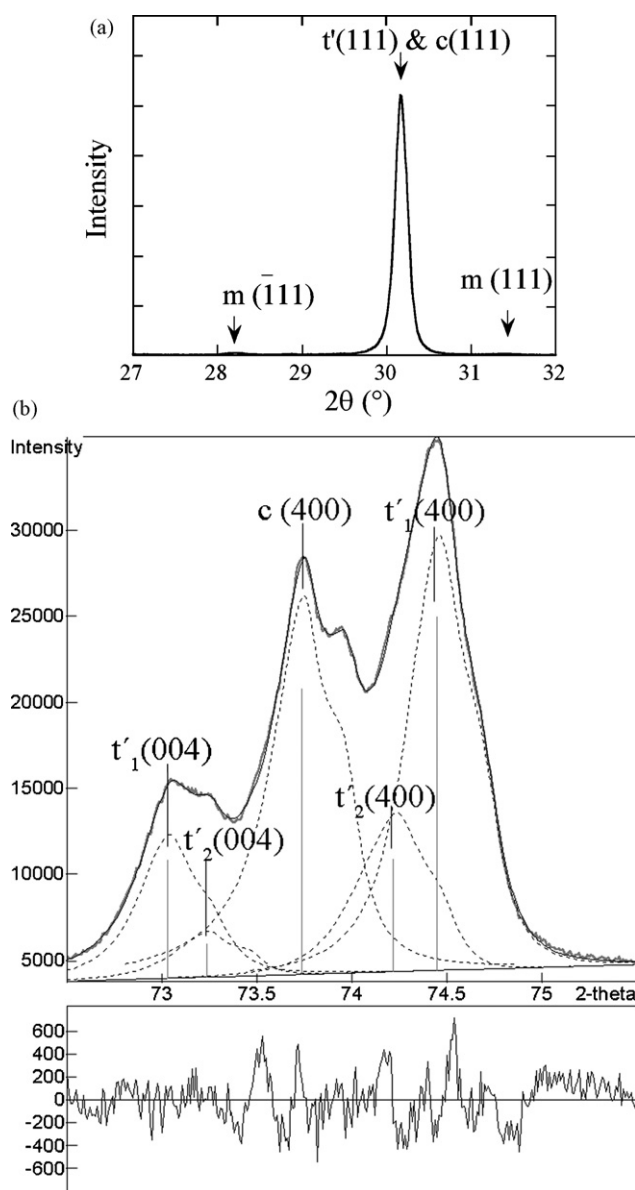 (a)
t'(111) & c(111)
Intensity
m (1̄11)
m (111)
27 28 29 30 31 32
2θ (°)
(b)
Intensity
c (400)
t′1(400)
30000
25000
20000
t′1(004)
15000
t′2(400)
t′2(004)
10000
5000
73 73.5 74 74.5 75 2-theta
600
400
200
0
-200
-400
-600